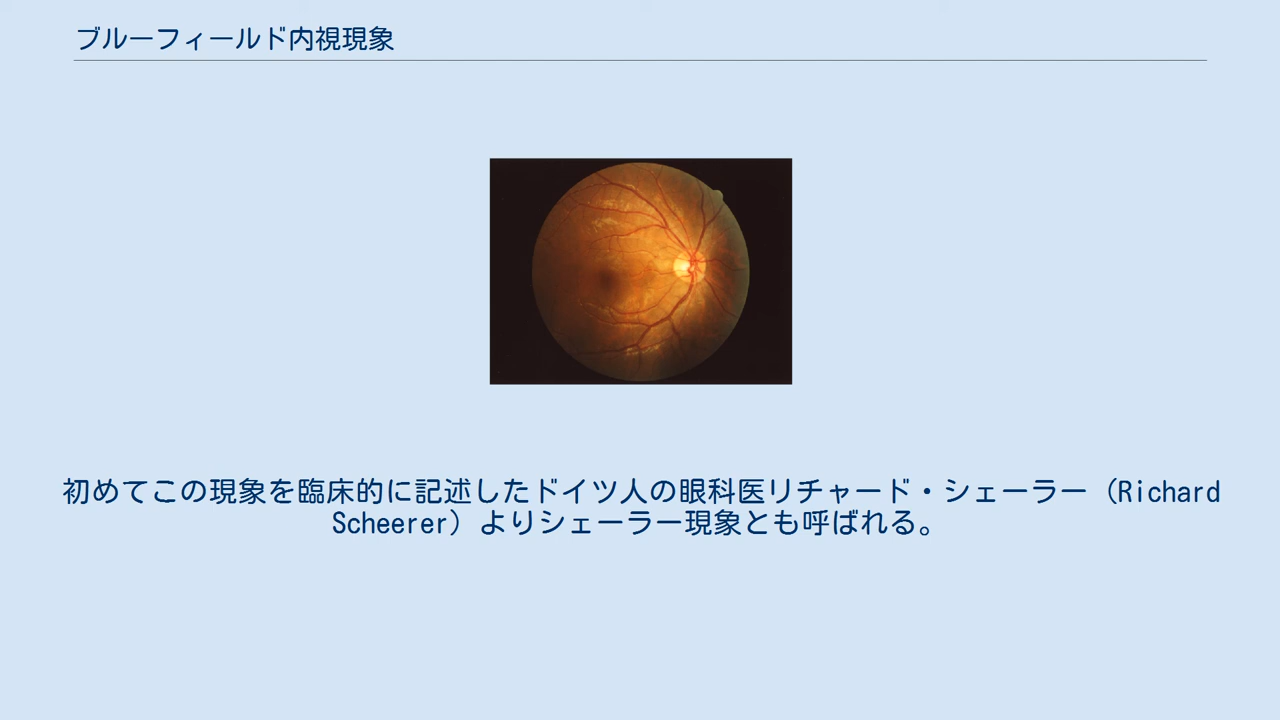 ブルーフィールド内視現象
初めてこの現象を臨床的に記述したドイツ人の眼科医リチャード・シェーラー（Richard
Scheerer）よりシェーラー現象とも呼ばれる。